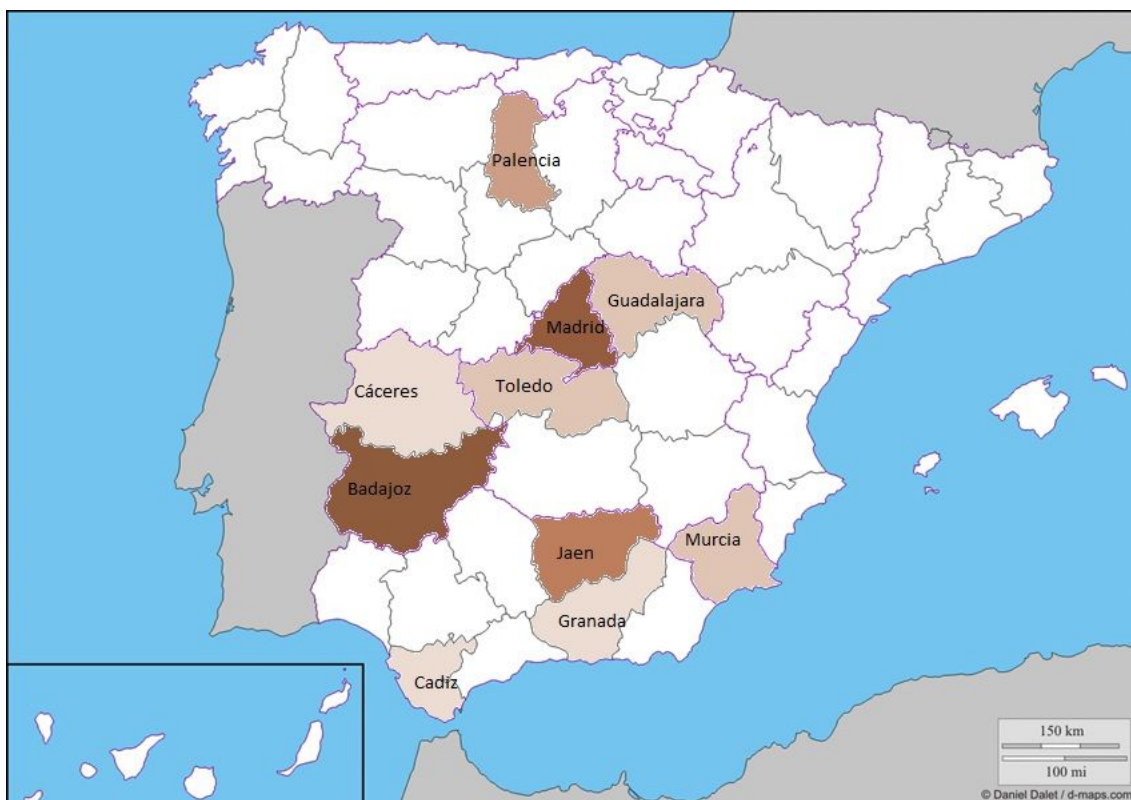 Palencia
Guadalajara
Madrid
Toledo
Cáceres
Badajoz
Jaen
Murcia
Granada
Cadiz
150 km
100 mi
© Daniel Dalet / d-maps.com